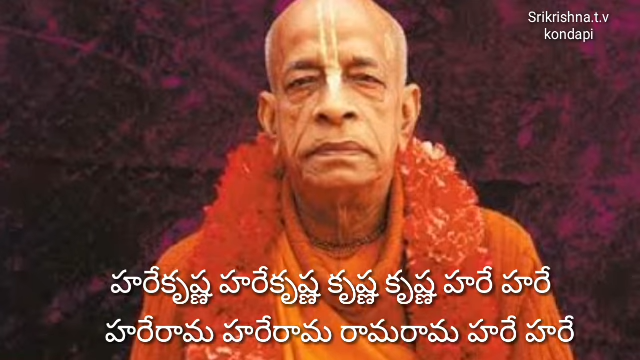 Srikrishna.t.v
kondapi
హరేకృష్ణ హరేకృష్ణ కృష్ణ కృష్ణ హరే హరే
హరేరామ హరేరామ రామరామ హరే హరే